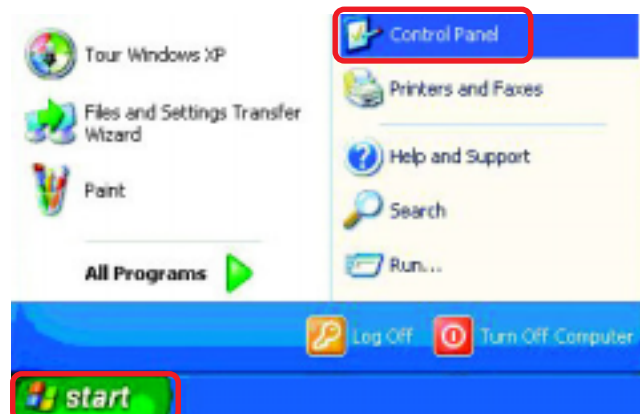 Tour Windows XP
Files and Settings Transfer
Wizard
Paint
All Programs
Control Panel
Printers and Faxes
Help and Support
Search
Run...
Log Off
Turn Off Computer
start